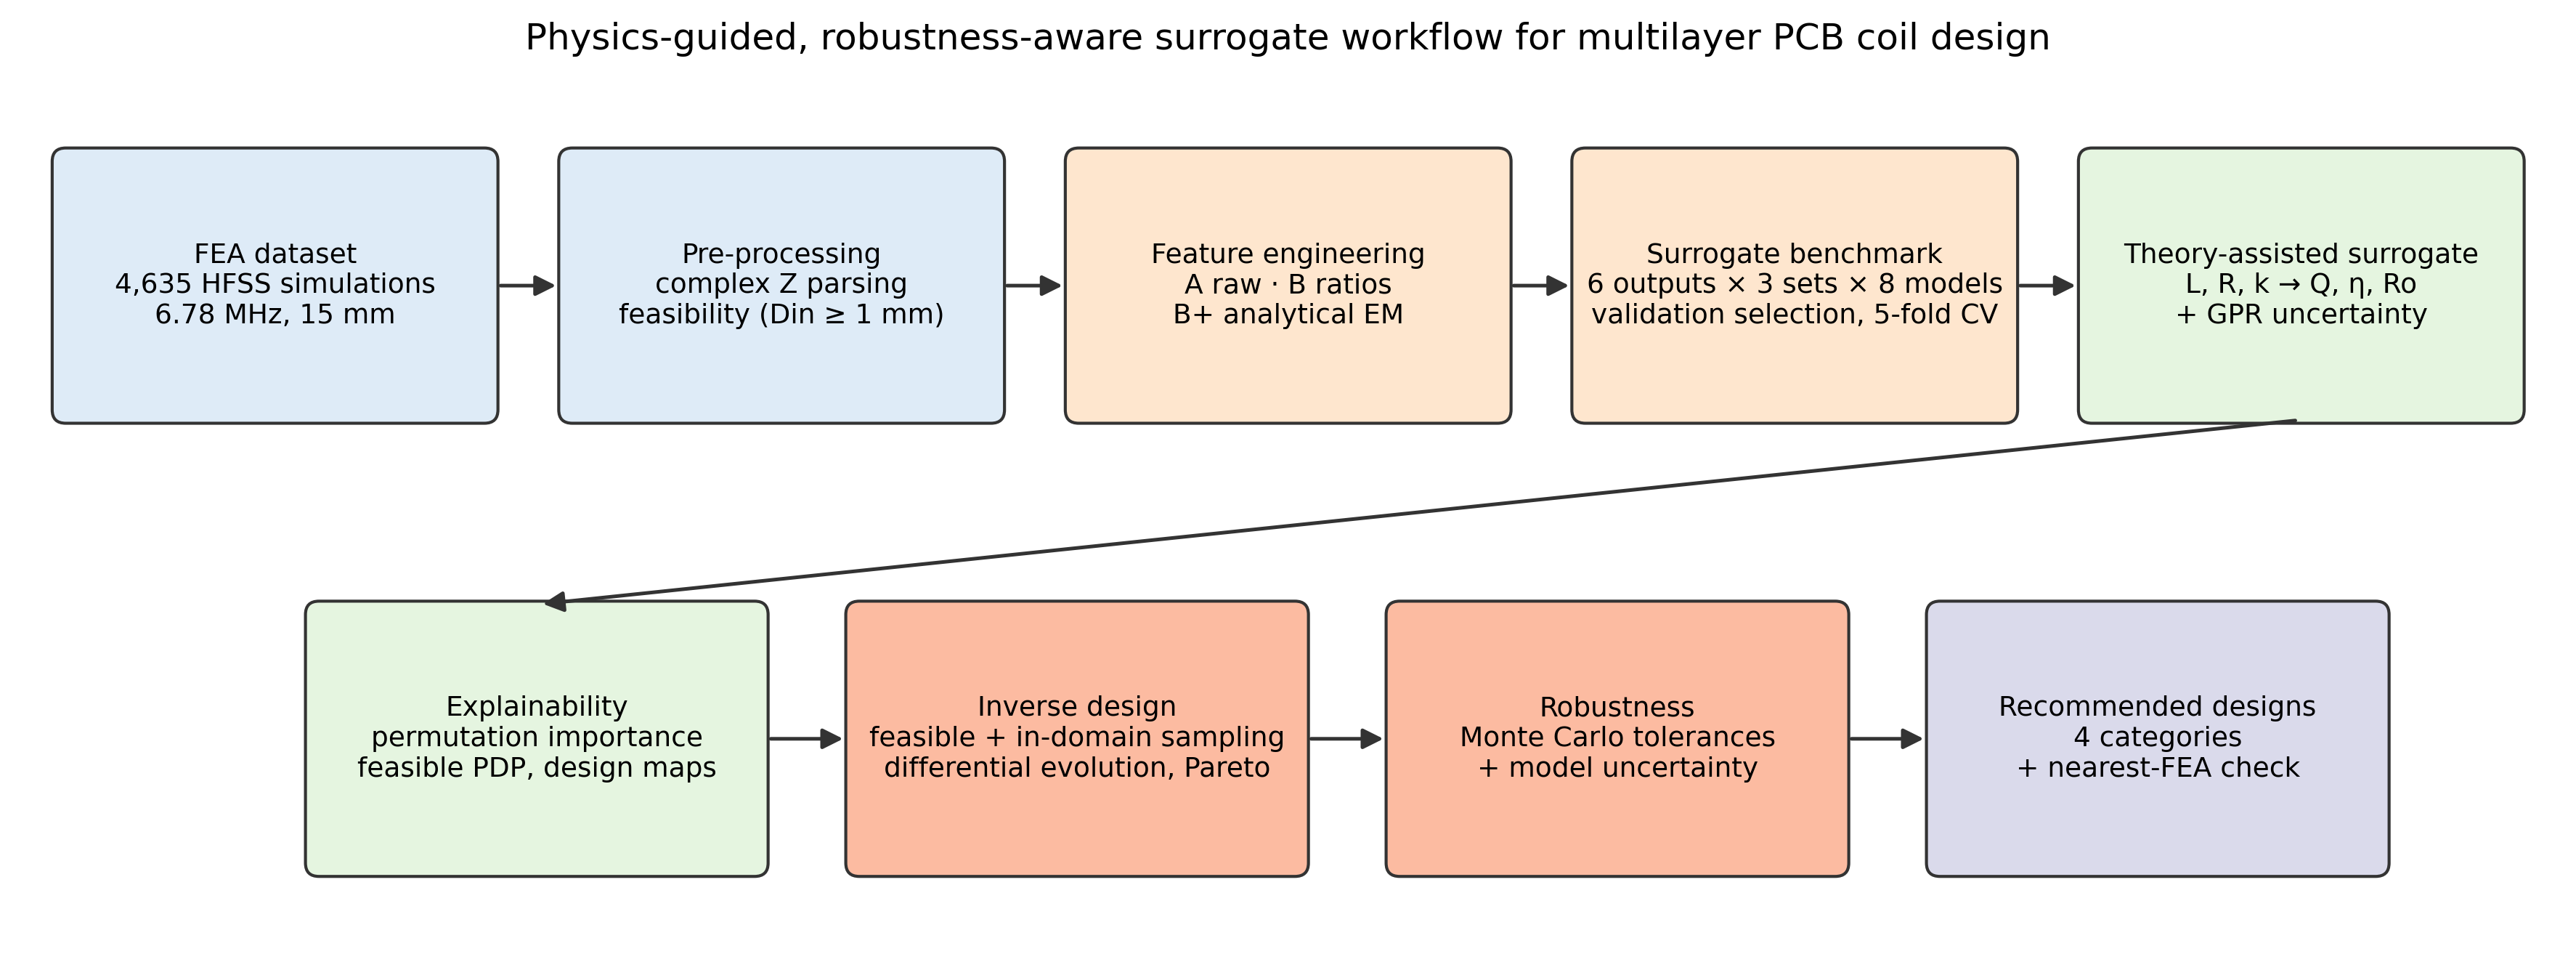 Physics-guided, robustness-aware surrogate workflow for multilayer PCB coil design
FEA dataset
4,635 HFSS simulations
6.78 MHz, 15 mm
Pre-processing
complex Z parsing
feasibility (Din ≥ 1 mm)
Feature engineering
A raw · B ratios
B+ analytical EM
Surrogate benchmark
6 outputs × 3 sets × 8 models
validation selection, 5-fold CV
Theory-assisted surrogate
L, R, k → Q, η, Ro
+ GPR uncertainty
Explainability
permutation importance
feasible PDP, design maps
Inverse design
feasible + in-domain sampling
differential evolution, Pareto
Robustness
Monte Carlo tolerances
+ model uncertainty
Recommended designs
4 categories
+ nearest-FEA check